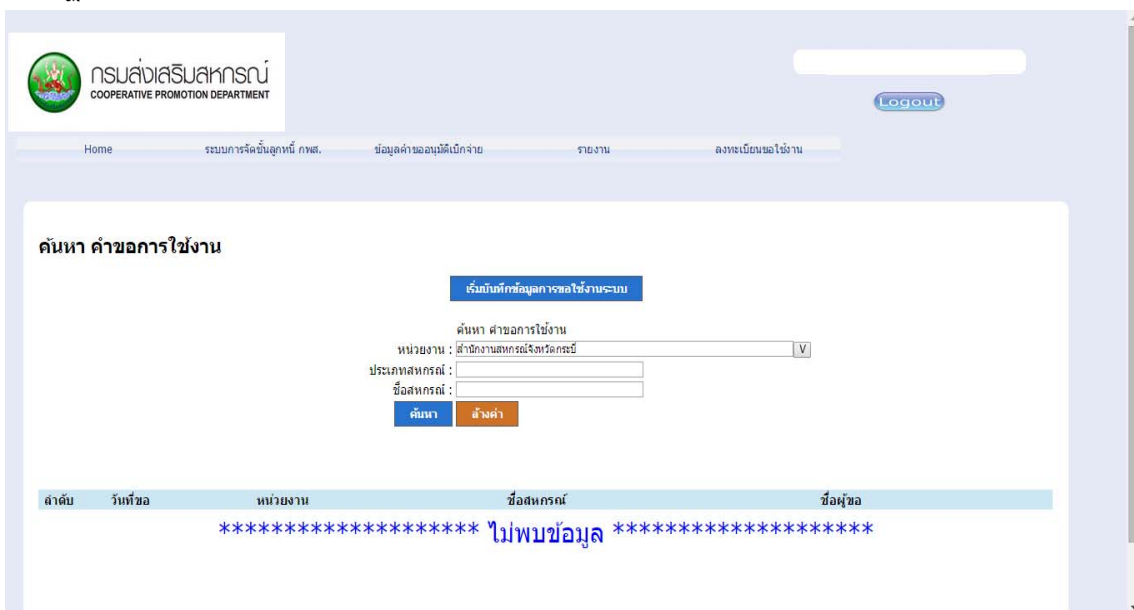 กรมส่งเสริมสหกรณ์
COOPERATIVE PROMOTION DEPARTMENT
Logout
Home ระบบการจัดชั้นลูกหนี้ กพส. ข้อมูลคำขออนุมัติเบิกจ่าย รายงาน ลงทะเบียนขอใช้งาน
ค้นหา คำขอการใช้งาน
เริ่มบันทึกข้อมูลการขอใช้งานระบบ
ค้นหา คำขอการใช้งาน
หน่วยงาน : สำนักงานสหกรณ์จังหวัดกระบี่ V
ประเภทสหกรณ์ :
ชื่อสหกรณ์ :
ค้นหา ล้างค่า
ลำดับ วันที่ขอ หน่วยงาน ชื่อสหกรณ์ ชื่อผู้ขอ
******************** ไม่พบข้อมูล ********************